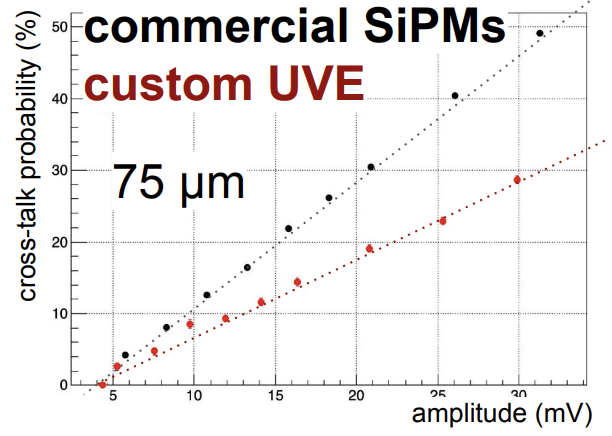 commercial SiPMs
custom UVE
75 μm
cross-talk probability (%)
50
40
30
20
10
0
5
10
15
20
25
30
amplitude (mV)